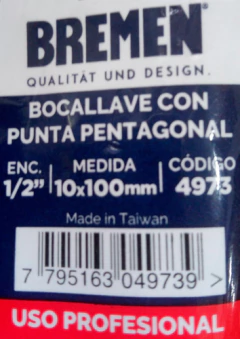 BREMEN®
QUALITÄT UND DESIGN.
BOCALLAVE CON
PUNTA PENTAGONAL
ENC. MEDIDA CÓDIGO
1/2” 10x100mm 4973
Made in Taiwan
7 795163 049739 >
USO PROFESIONAL